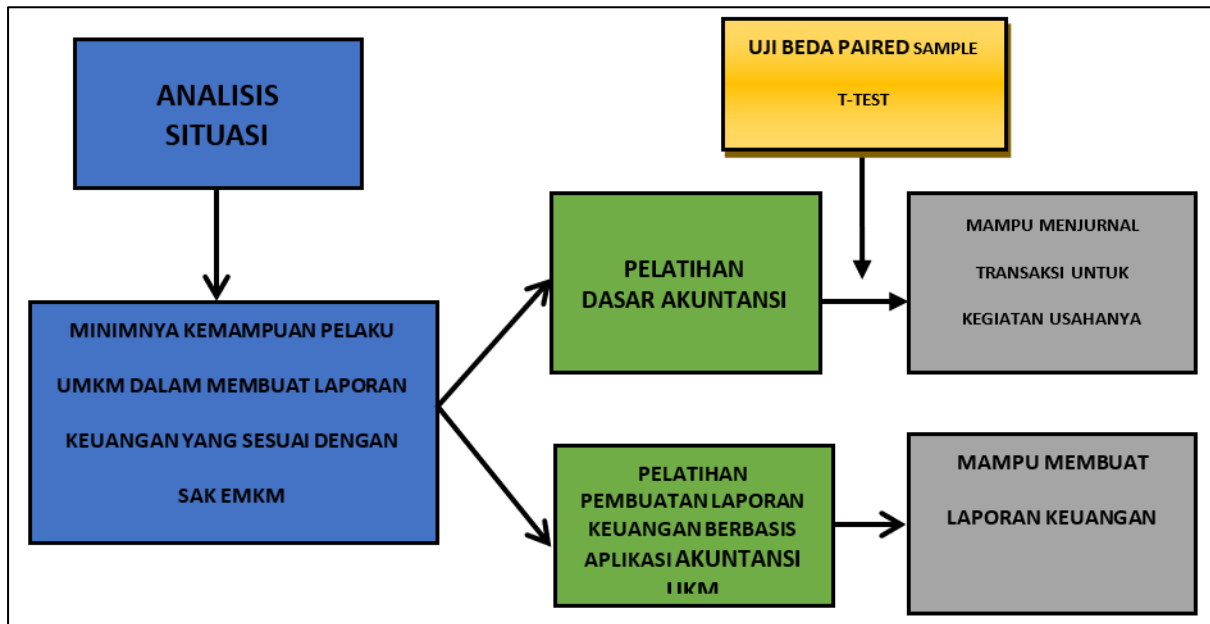 ANALISIS
SITUASI
MINIMNYA KEMAMPUAN PELAKU
UMKM DALAM MEMBUAT LAPORAN
KEUANGAN YANG SESUAI DENGAN
SAK EMKM
UJI BEDA PAIRED SAMPLE
T-TEST
PELATIHAN
DASAR AKUNTANSI
MAMPU MENJURNAL
TRANSAKSI UNTUK
KEGIATAN USAHANYA
PELATIHAN
PEMBUATAN LAPORAN
KEUANGAN BERBASIS
APLIKASI AKUNTANSI
UKM
MAMPU MEMBUAT
LAPORAN KEUANGAN